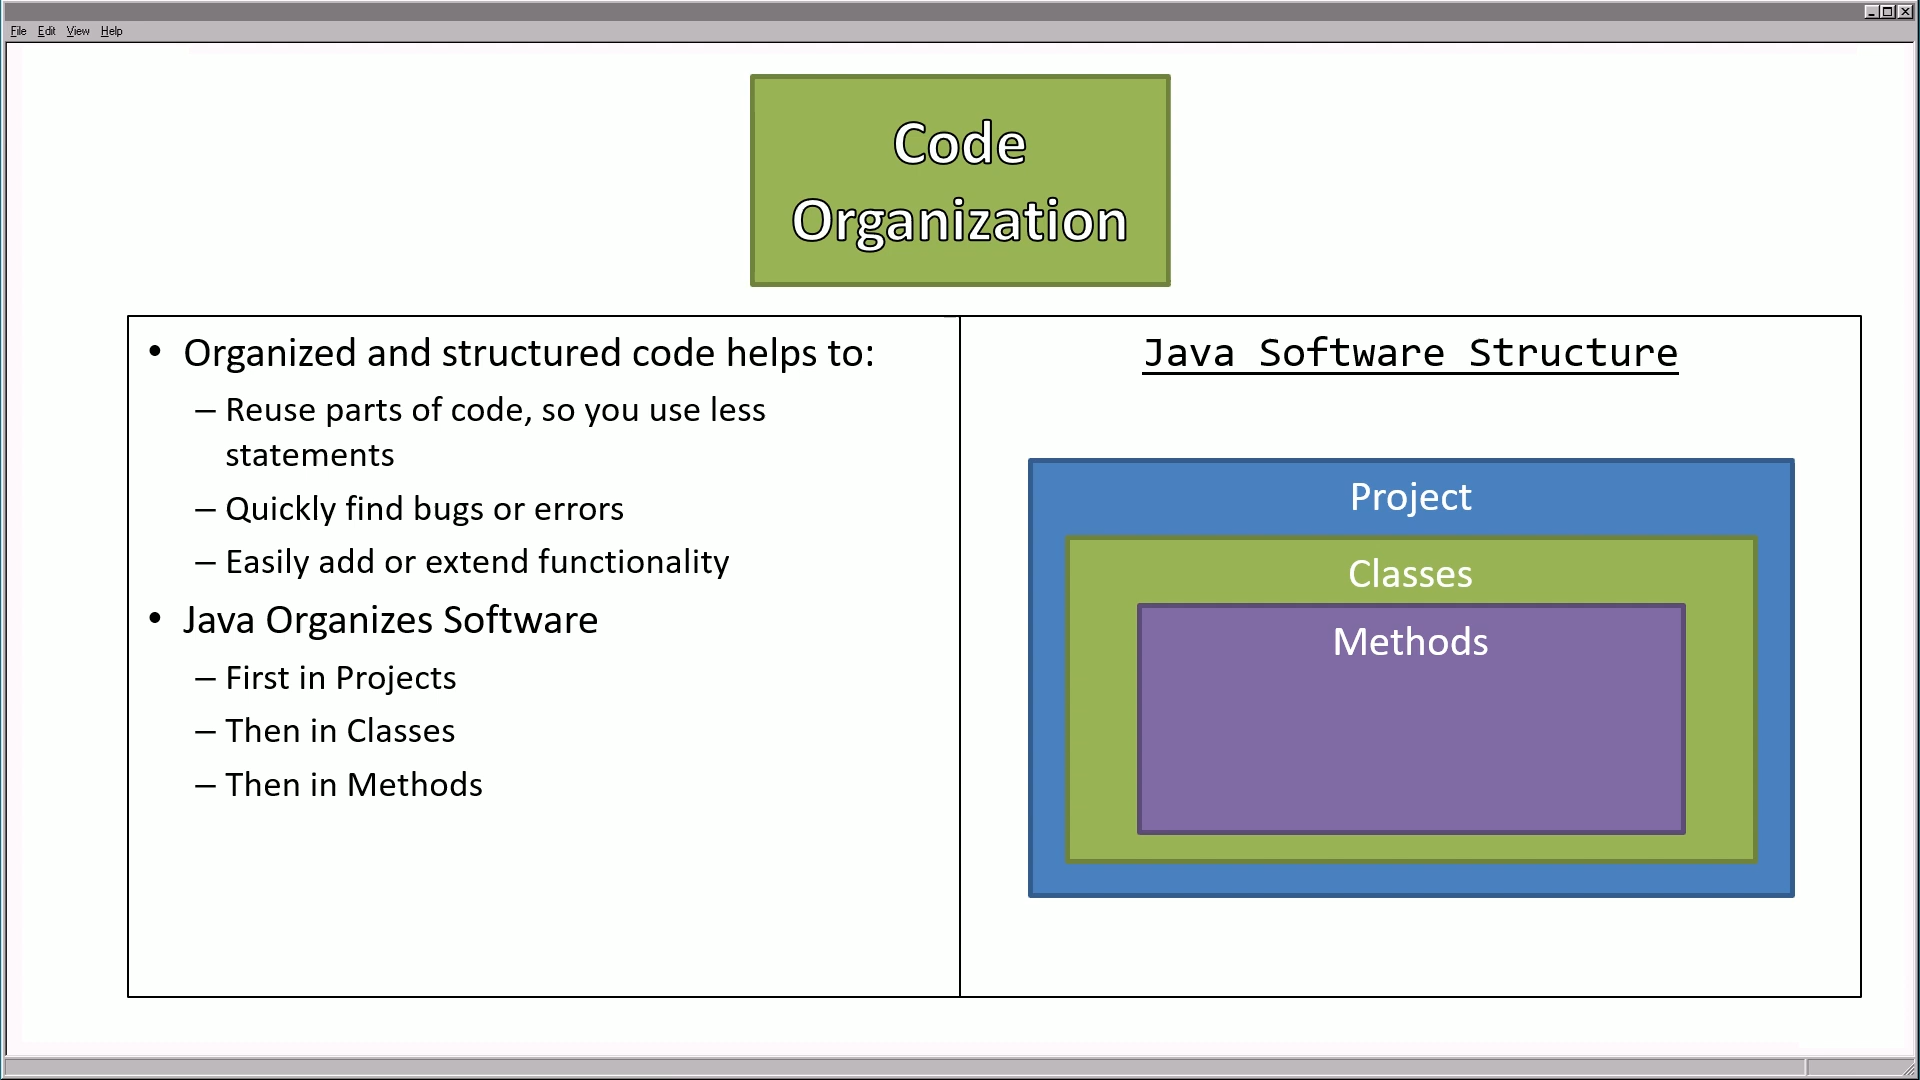 File Edit View Help
Code
Organization
• Organized and structured code helps to:
– Reuse parts of code, so you use less
statements
– Quickly find bugs or errors
– Easily add or extend functionality
• Java Organizes Software
– First in Projects
– Then in Classes
– Then in Methods
Java Software Structure
Project
Classes
Methods